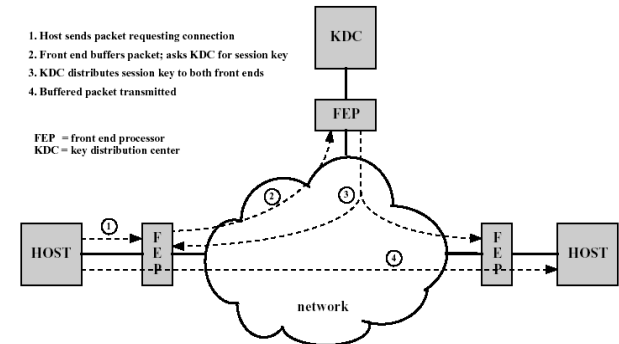 1. Host sends packet requesting connection
2. Front end buffers packet; asks KDC for session key
3. KDC distributes session key to both front ends
4. Buffered packet transmitted
FEP = front end processor
KDC = key distribution center
KDC
FEP
2
3
1
HOST
F
E
P
4
F
E
P
HOST
network